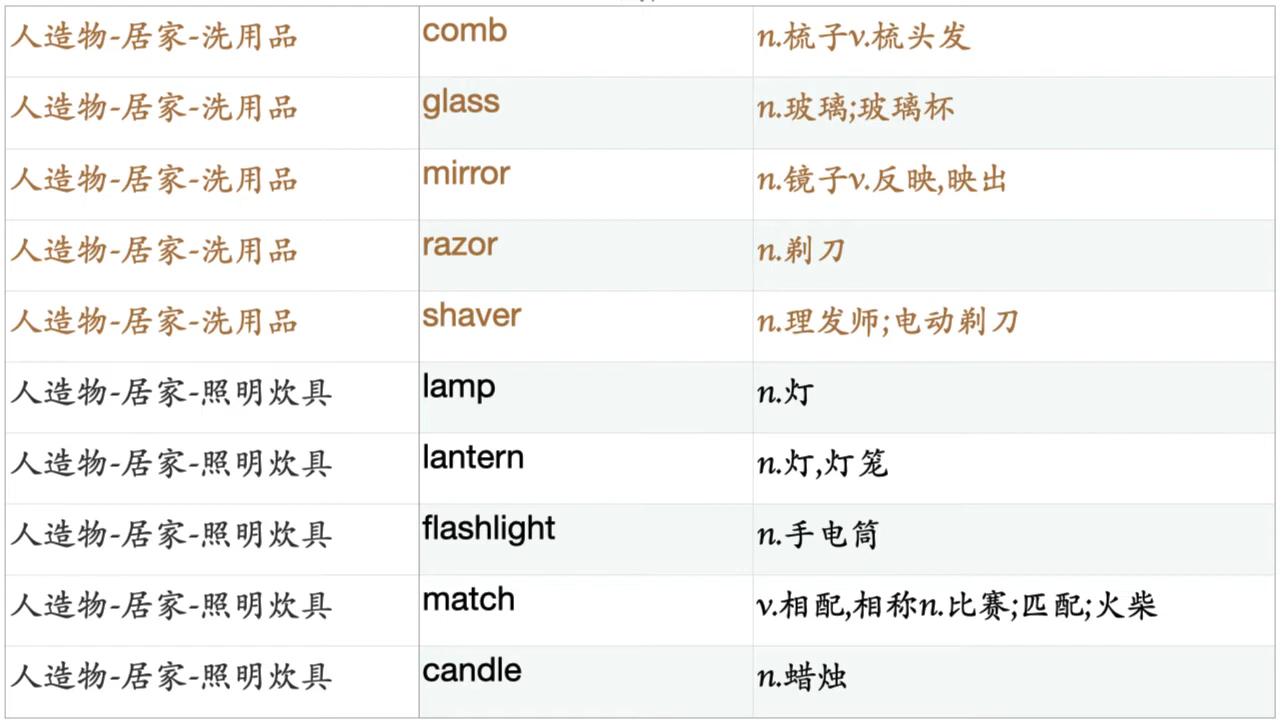 人造物-居家-洗用品 comb n.梳子v.梳头发
人造物-居家-洗用品 glass n.玻璃;玻璃杯
人造物-居家-洗用品 mirror n.镜子v.反映,映出
人造物-居家-洗用品 razor n.剃刀
人造物-居家-洗用品 shaver n.理发师;电动剃刀
人造物-居家-照明炊具 lamp n.灯
人造物-居家-照明炊具 lantern n.灯,灯笼
人造物-居家-照明炊具 flashlight n.手电筒
人造物-居家-照明炊具 match v.相配,相称n.比赛;匹配;火柴
人造物-居家-照明炊具 candle n.蜡烛